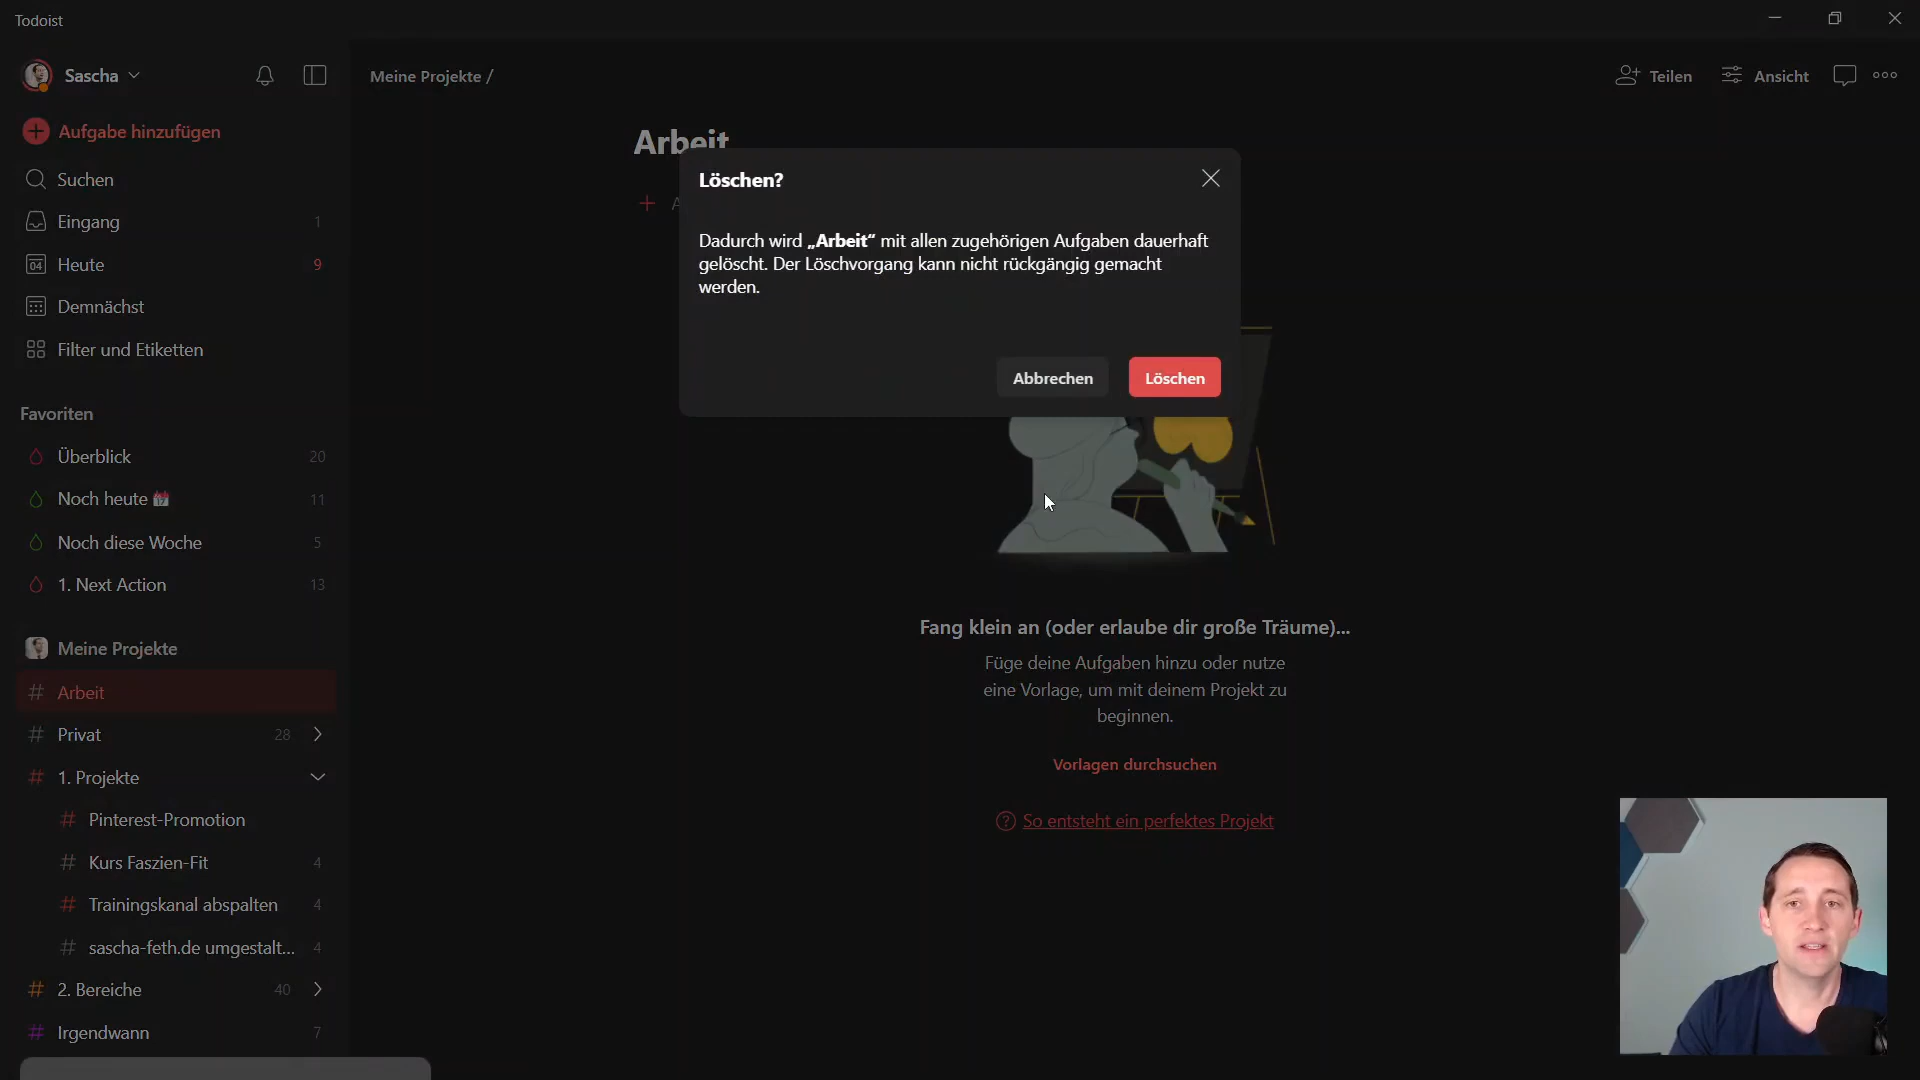 Todoist
Sascha
Meine Projekte /
Teilen
Ansicht
Aufgabe hinzufügen
Suchen
Eingang 1
Heute 9
Demnächst
Filter und Etiketten
Favoriten
Überblick 20
Noch heute 11
Noch diese Woche 5
1. Next Action 13
Meine Projekte
Arbeit
Privat 28
1. Projekte
Pinterest-Promotion
Kurs Faszien-Fit 4
Trainingskanal abspalten 4
sascha-feth.de umgestalt... 4
2. Bereiche 40
Irgendwann 7
Arbeit
Löschen?
Dadurch wird „Arbeit“ mit allen zugehörigen Aufgaben dauerhaft
gelöscht. Der Löschvorgang kann nicht rückgängig gemacht
werden.
Abbrechen
Löschen
Fang klein an (oder erlaube dir große Träume)...
Füge deine Aufgaben hinzu oder nutze
eine Vorlage, um mit deinem Projekt zu
beginnen.
Vorlagen durchsuchen
So entsteht ein perfektes Projekt